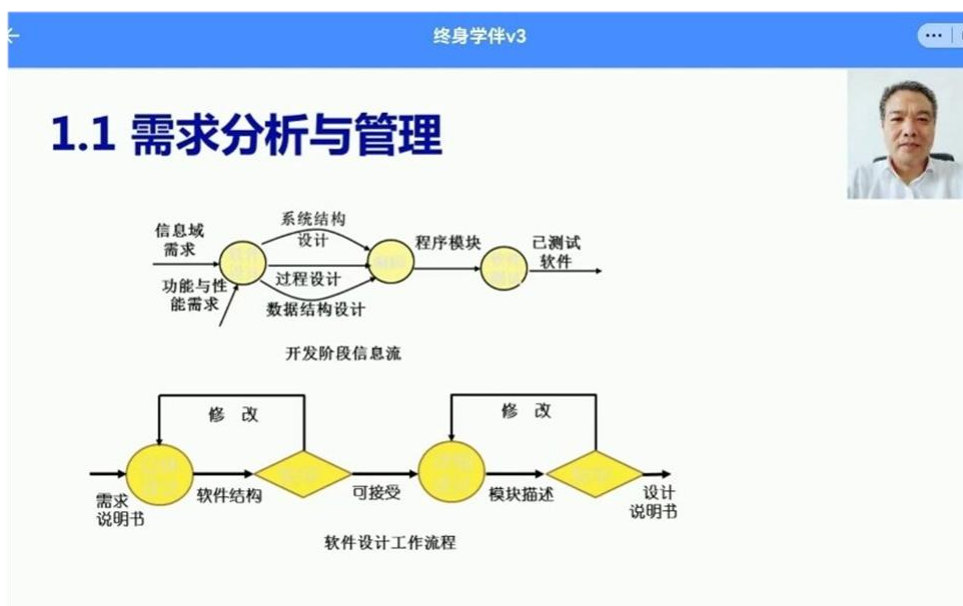 终身学伴v3
1.1 需求分析与管理
信息域
需求
系统结构
设计
程序模块
已测试
软件
功能与性
能需求
过程设计
数据结构设计
开发阶段信息流
修 改
修 改
需求
说明书
软件结构
可接受
模块描述
设计
说明书
软件设计工作流程